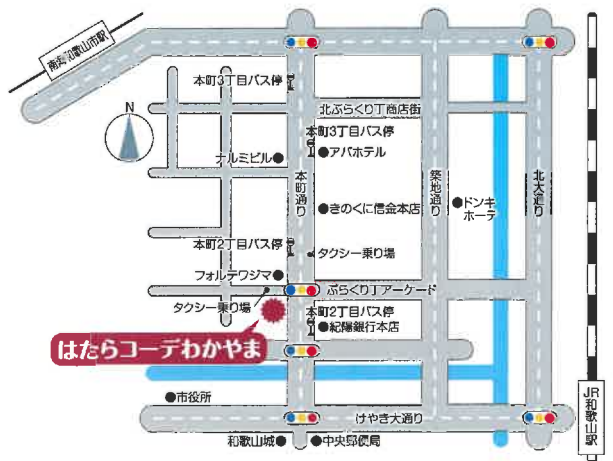 南海和歌山市駅
N
本町3丁目バス停
北ぶらくり丁商店街
本町3丁目バス停
アパホテル
ナルミビル
本町通り
築地通り
北大通り
きのくに信金本店
ドンキ
ホーテ
本町2丁目バス停
タクシー乗り場
フォルテワジマ
ぶらくり丁アーケード
タクシー乗り場
本町2丁目バス停
紀陽銀行本店
はたらコーデわかやま
市役所
けやき大通り
和歌山城
中央郵便局
JR和歌山駅